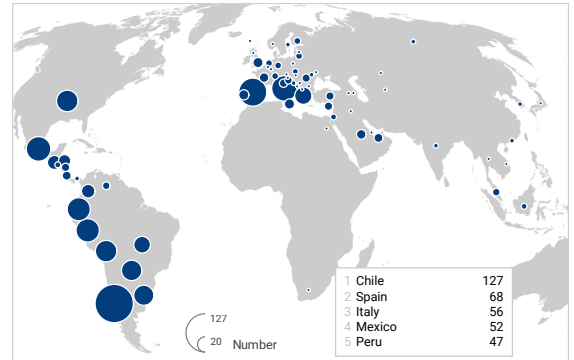 127
20 Number
1 Chile 127
2 Spain 68
3 Italy 56
4 Mexico 52
5 Peru 47